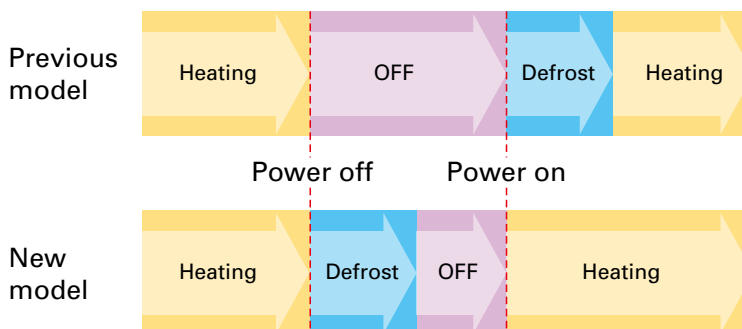 Previous
model
Heating
OFF
Defrost
Heating
Power off
Power on
New
model
Heating
Defrost
OFF
Heating